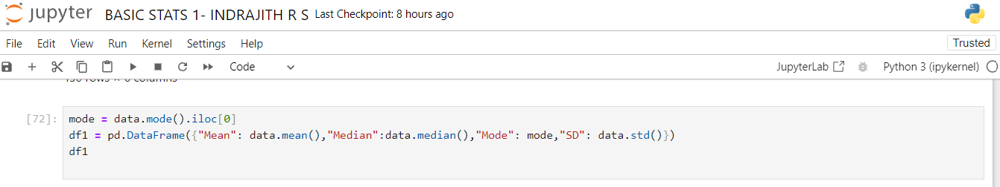 jupyter BASIC STATS 1- INDRAJITH R S Last Checkpoint: 8 hours ago
File Edit View Run Kernel Settings Help Trusted
Code JupyterLab Python 3 (ipykernel)
[72]: mode = data.mode().iloc[0]
df1 = pd.DataFrame({"Mean": data.mean(),"Median":data.median(),"Mode": mode,"SD": data.std()})
df1